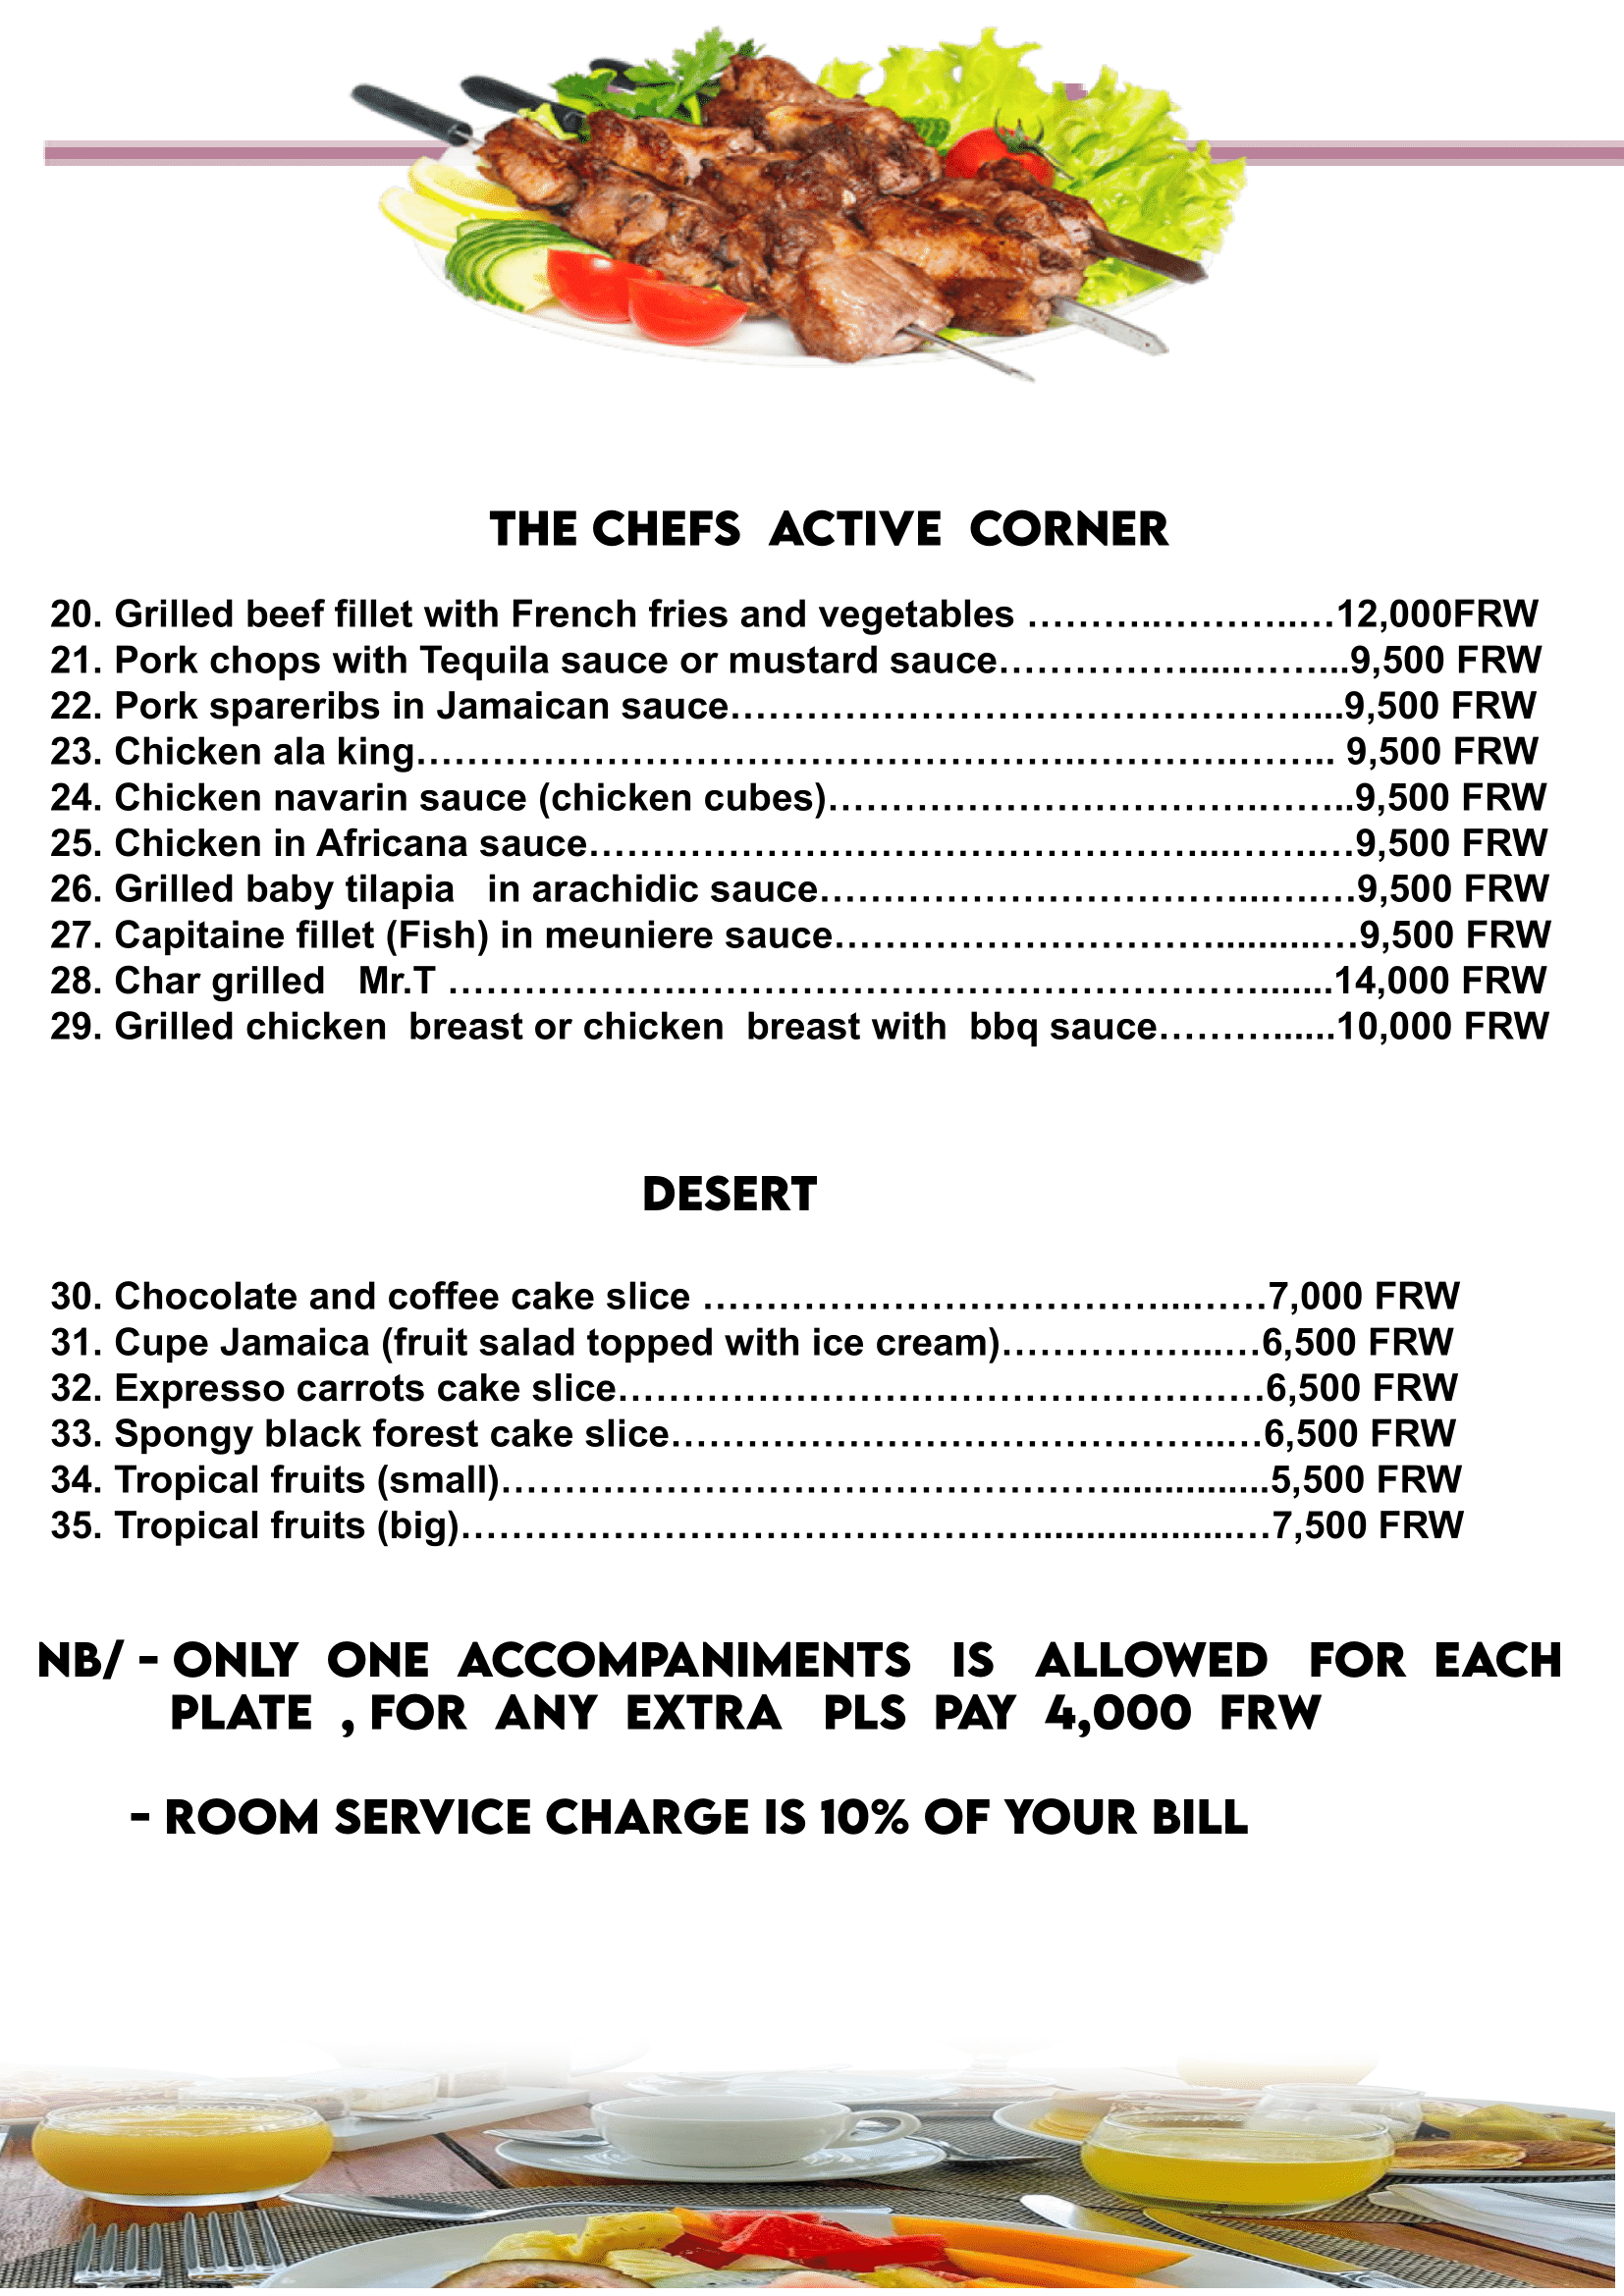 THE CHEFS ACTIVE CORNER
20. Grilled beef fillet with French fries and vegetables ………..………..…12,000FRW
21. Pork chops with Tequila sauce or mustard sauce……………......……...9,500 FRW
22. Pork spareribs in Jamaican sauce………………………………………....9,500 FRW
23. Chicken ala king…………………………………………….………….…….. 9,500 FRW
24. Chicken navarin sauce (chicken cubes)…………………………….……..9,500 FRW
25. Chicken in Africana sauce…………………………………………....…….…9,500 FRW
26. Grilled baby tilapia in arachidic sauce……………………………....……9,500 FRW
27. Capitaine fillet (Fish) in meuniere sauce…………………………..........…9,500 FRW
28. Char grilled Mr.T ……………….……………………………………….......14,000 FRW
29. Grilled chicken breast or chicken breast with bbq sauce………......10,000 FRW
DESERT
30. Chocolate and coffee cake slice ………………………………....……7,000 FRW
31. Cupe Jamaica (fruit salad topped with ice cream)……………...…6,500 FRW
32. Expresso carrots cake slice……………………………………………6,500 FRW
33. Spongy black forest cake slice……………………………………..…6,500 FRW
34. Tropical fruits (small)…………………………………………..............5,500 FRW
35. Tropical fruits (big)……………………………………….................…7,500 FRW
NB/ - ONLY ONE ACCOMPANIMENTS IS ALLOWED FOR EACH
PLATE , FOR ANY EXTRA PLS PAY 4,000 FRW
- ROOM SERVICE CHARGE IS 10% OF YOUR BILL